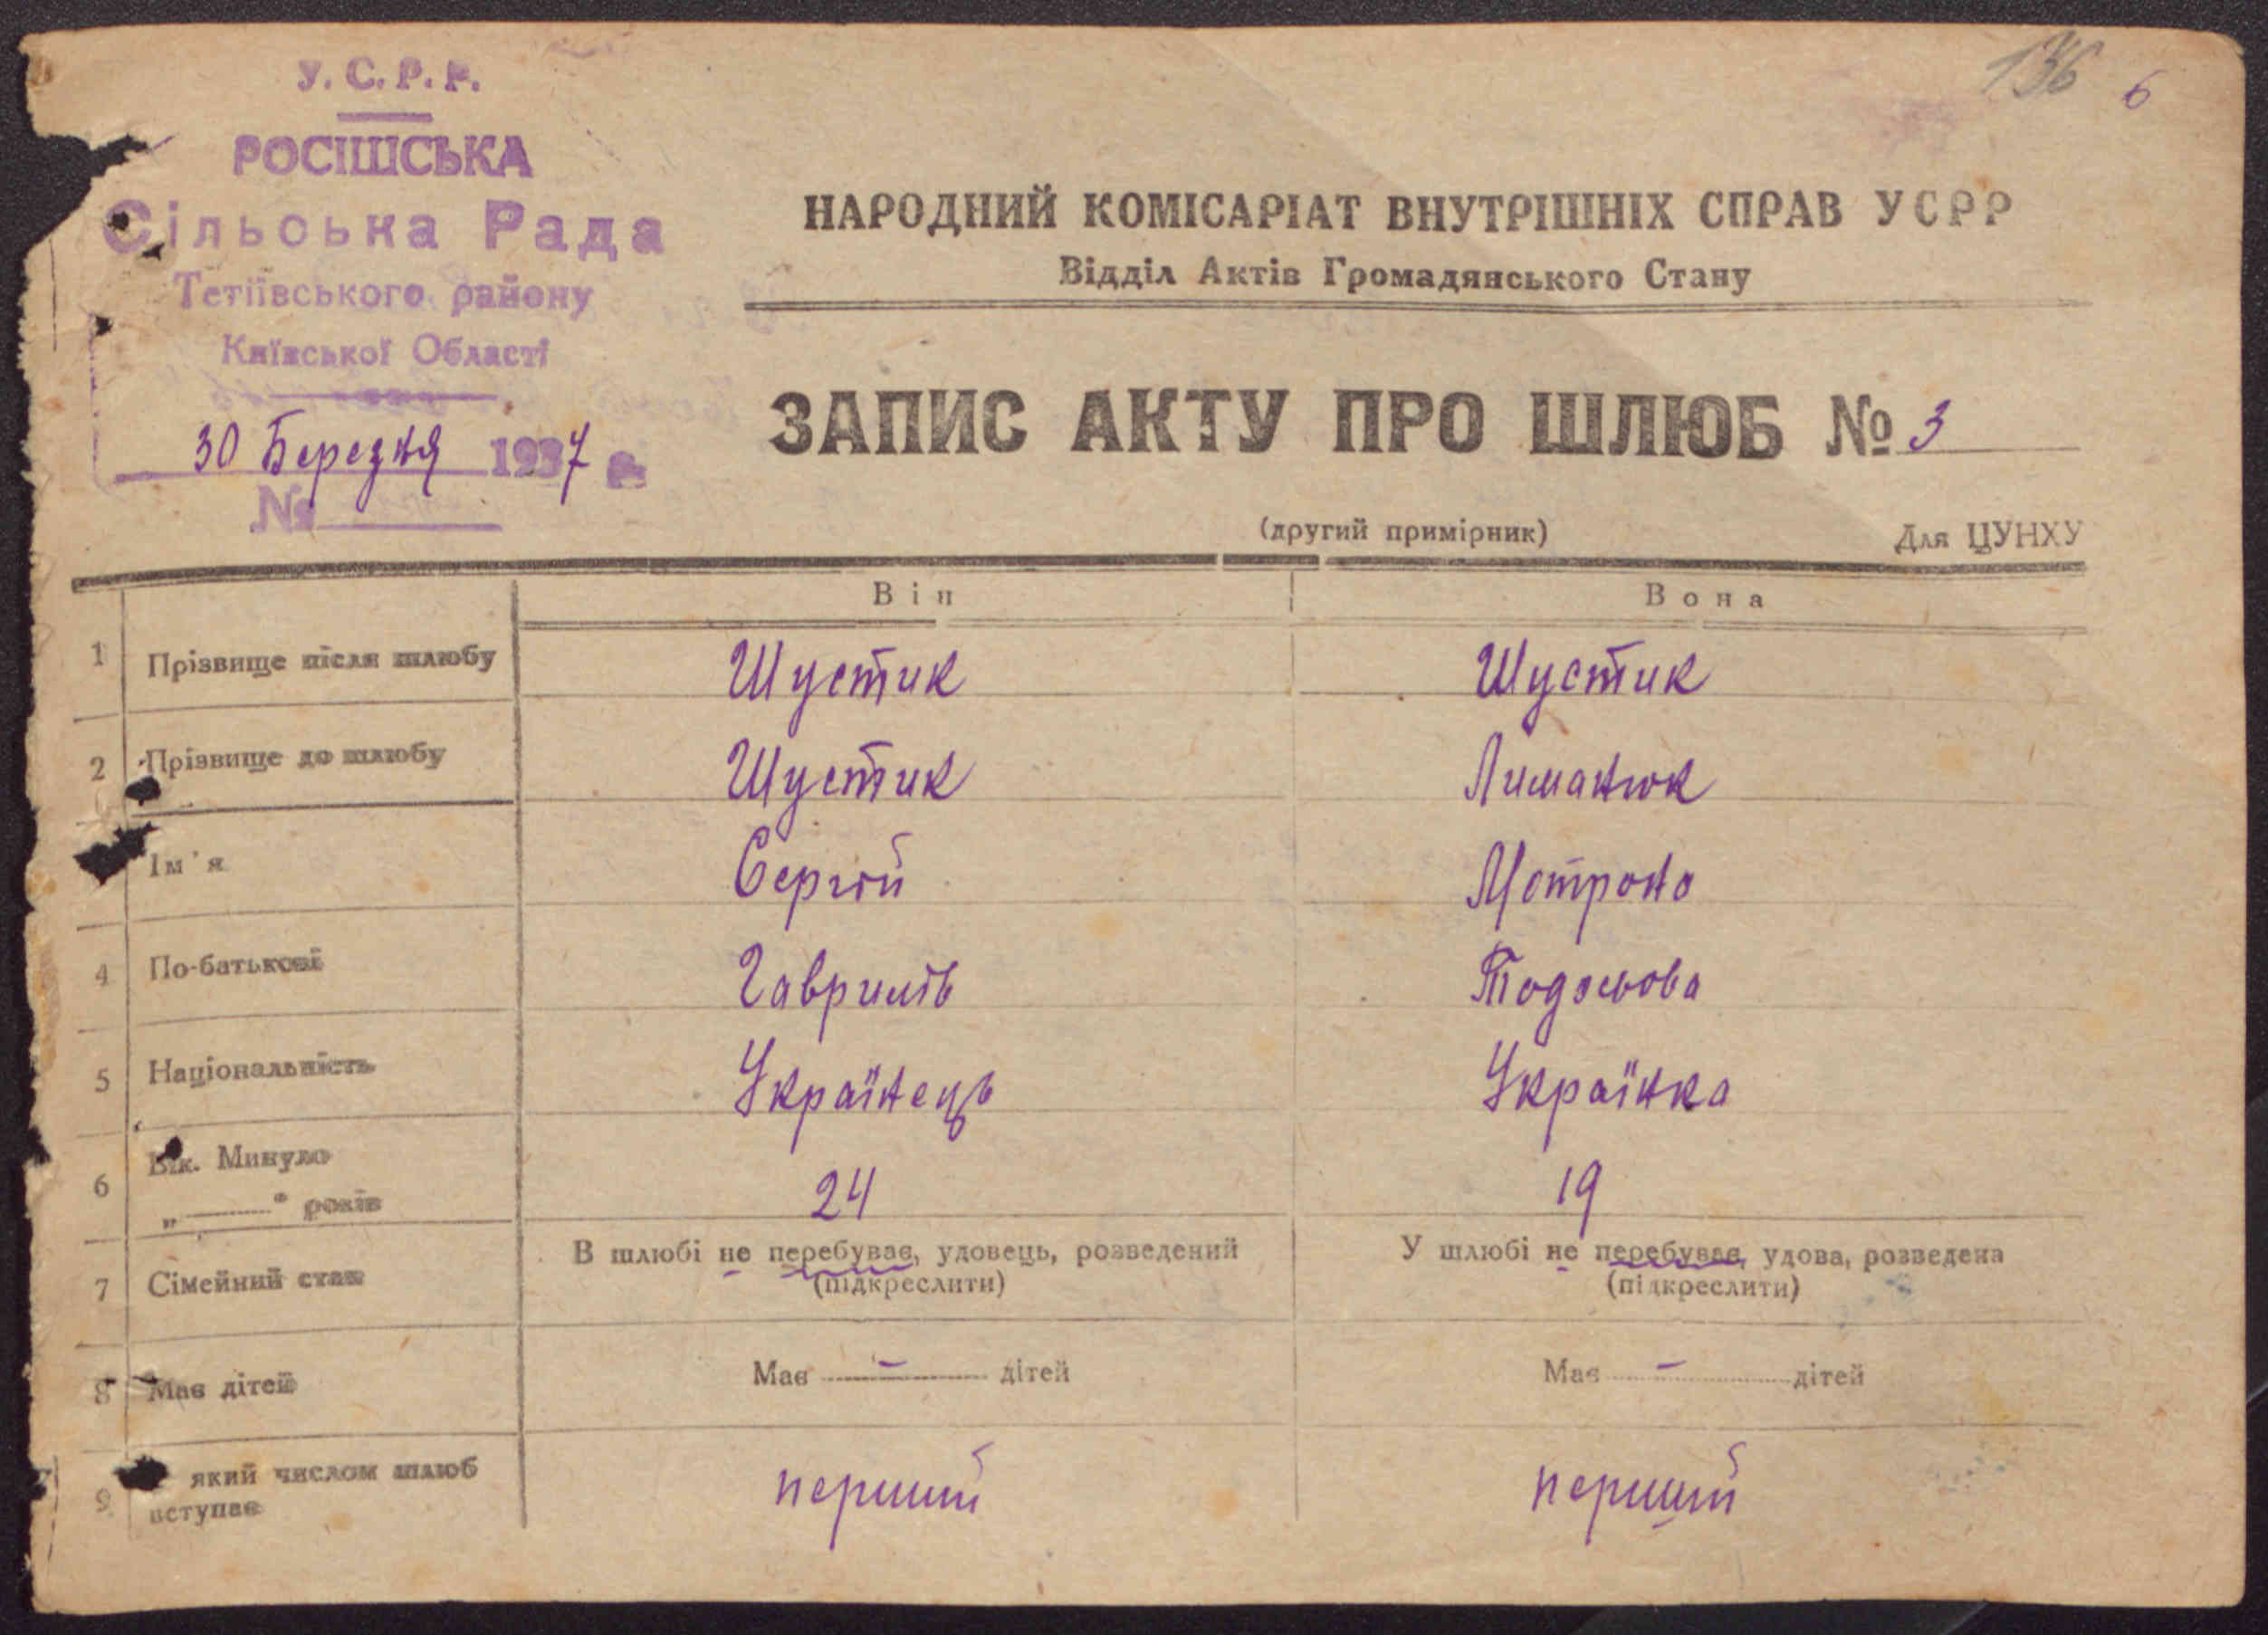 136 6
У. С. Р. Р.
РОСІШСЬКА
Сільська Рада
Тетіївського району
Київської Області
30 Березня 1937 р.
№
НАРОДНИЙ КОМІСАРІАТ ВНУТРІШНІХ СПРАВ УСРР
Відділ Актів Громадянського Стану
ЗАПИС АКТУ ПРО ШЛЮБ № 3
(другий примірник) Для ЦУНХУ
Він Вона
1 Прізвище після шлюбу Шустик Шустик
2 Прізвище до шлюбу Шустик Лиманюк
Ім'я Сергій Мотрона
4 По-батькові Гаврилів Тодосьова
5 Національність Українець Українка
6 Вік. Минуло
„ “ років 24 19
7 Сімейний стан В шлюбі не перебуває, удовець, розведений У шлюбі не перебуває, удова, розведена
(підкреслити) (підкреслити)
8 Має дітей Має – дітей Має – дітей
9 який числом шлюб
вступає перший перший